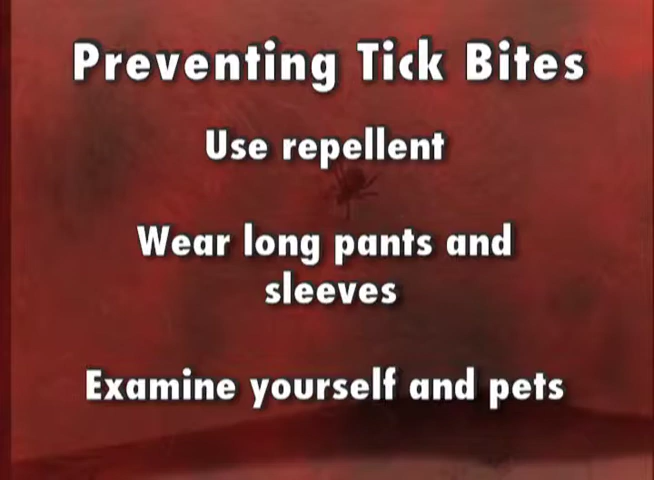 Preventing Tick Bites
Use repellent
Wear long pants and
sleeves
Examine yourself and pets